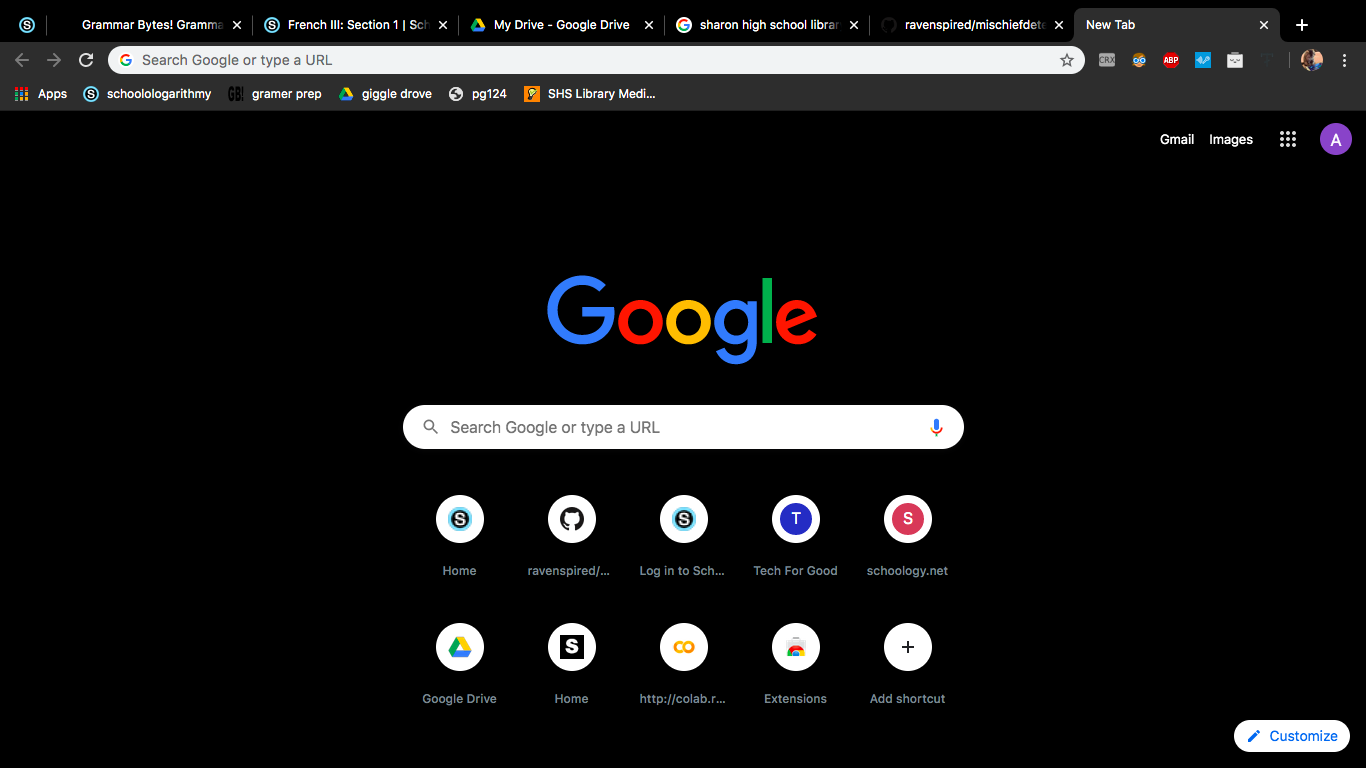 Grammar Bytes! Gramma
French III: Section 1 | Sch
My Drive - Google Drive
sharon high school librar
ravenspired/mischiefdete
New Tab
Search Google or type a URL
CRX
ABP
Apps
schoolologarithmy
GB!
gramer prep
giggle drove
pg124
SHS Library Medi...
Gmail
Images
A
Google
Search Google or type a URL
S
S
T
S
Home
ravenspired/...
Log in to Sch...
Tech For Good
schoology.net
S
Google Drive
Home
http://colab.r...
Extensions
Add shortcut
Customize